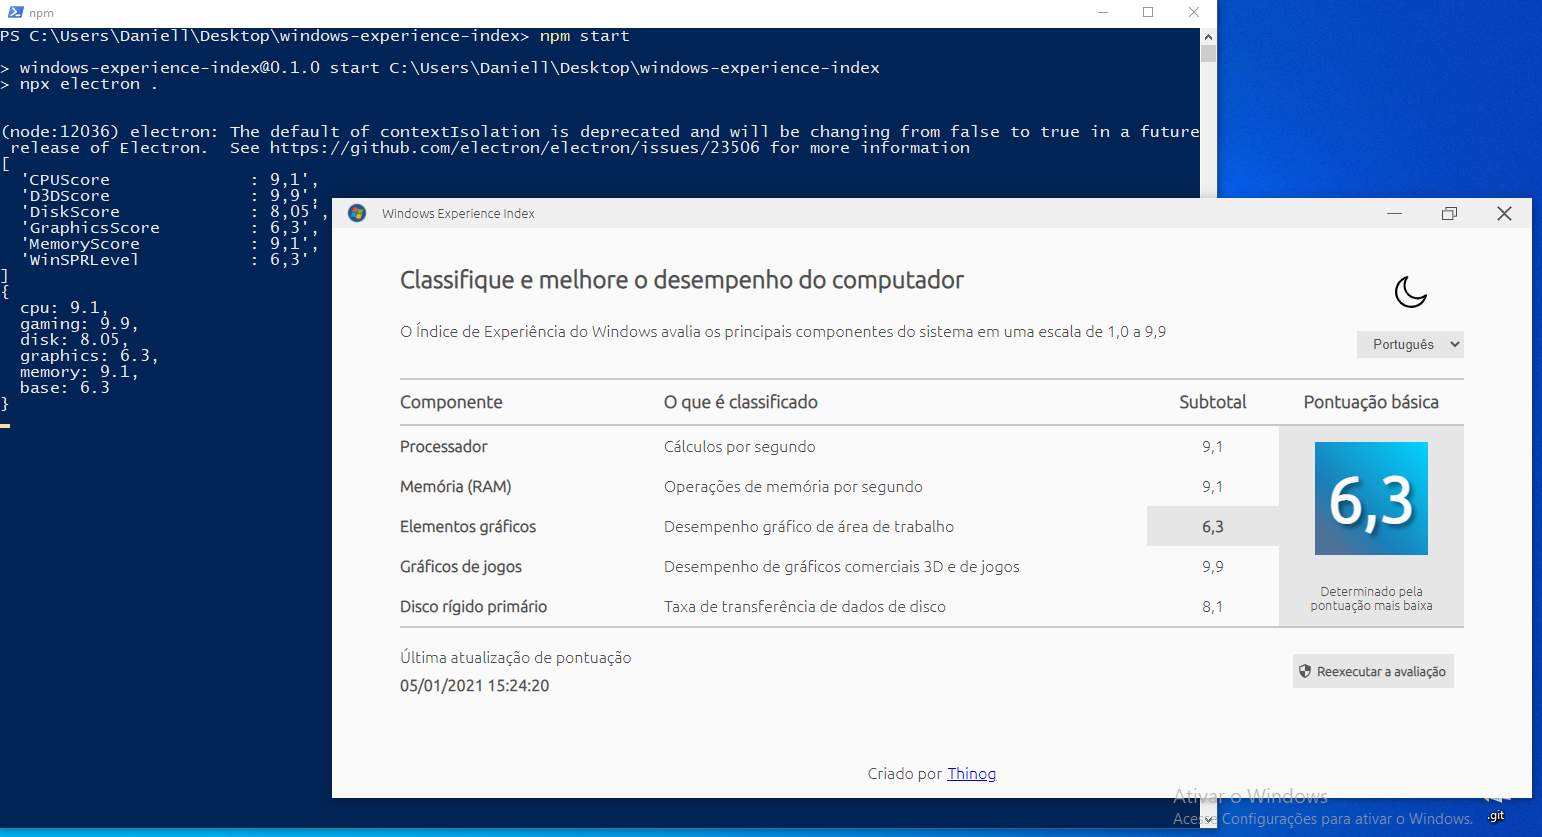 npm
PS C:\Users\Daniell\Desktop\windows-experience-index> npm start
> windows-experience-index@0.1.0 start C:\Users\Daniell\Desktop\windows-experience-index
> npx electron .
(node:12036) electron: The default of contextIsolation is deprecated and will be changing from false to true in a future
release of Electron.  See https://github.com/electron/electron/issues/23506 for more information
[
'CPUScore : 9,1',
'D3DScore : 9,9',
'DiskScore : 8,05',
'GraphicsScore : 6,3',
'MemoryScore : 9,1',
'WinSPRLevel : 6,3'
]
{
cpu: 9.1,
gaming: 9.9,
disk: 8.05,
graphics: 6.3,
memory: 9.1,
base: 6.3
}
Windows Experience Index
Classifique e melhore o desempenho do computador
O Índice de Experiência do Windows avalia os principais componentes do sistema em uma escala de 1,0 a 9,9
Português
Componente O que é classificado Subtotal Pontuação básica
Processador Cálculos por segundo 9,1
Memória (RAM) Operações de memória por segundo 9,1
Elementos gráficos Desempenho gráfico de área de trabalho 6,3
Gráficos de jogos Desempenho de gráficos comerciais 3D e de jogos 9,9
Disco rígido primário Taxa de transferência de dados de disco 8,1
6,3
Determinado pela
pontuação mais baixa
Última atualização de pontuação
05/01/2021 15:24:20
Reexecutar a avaliação
Criado por Thinog
Ativar o Windows
Acesse Configurações para ativar o Windows.
.git